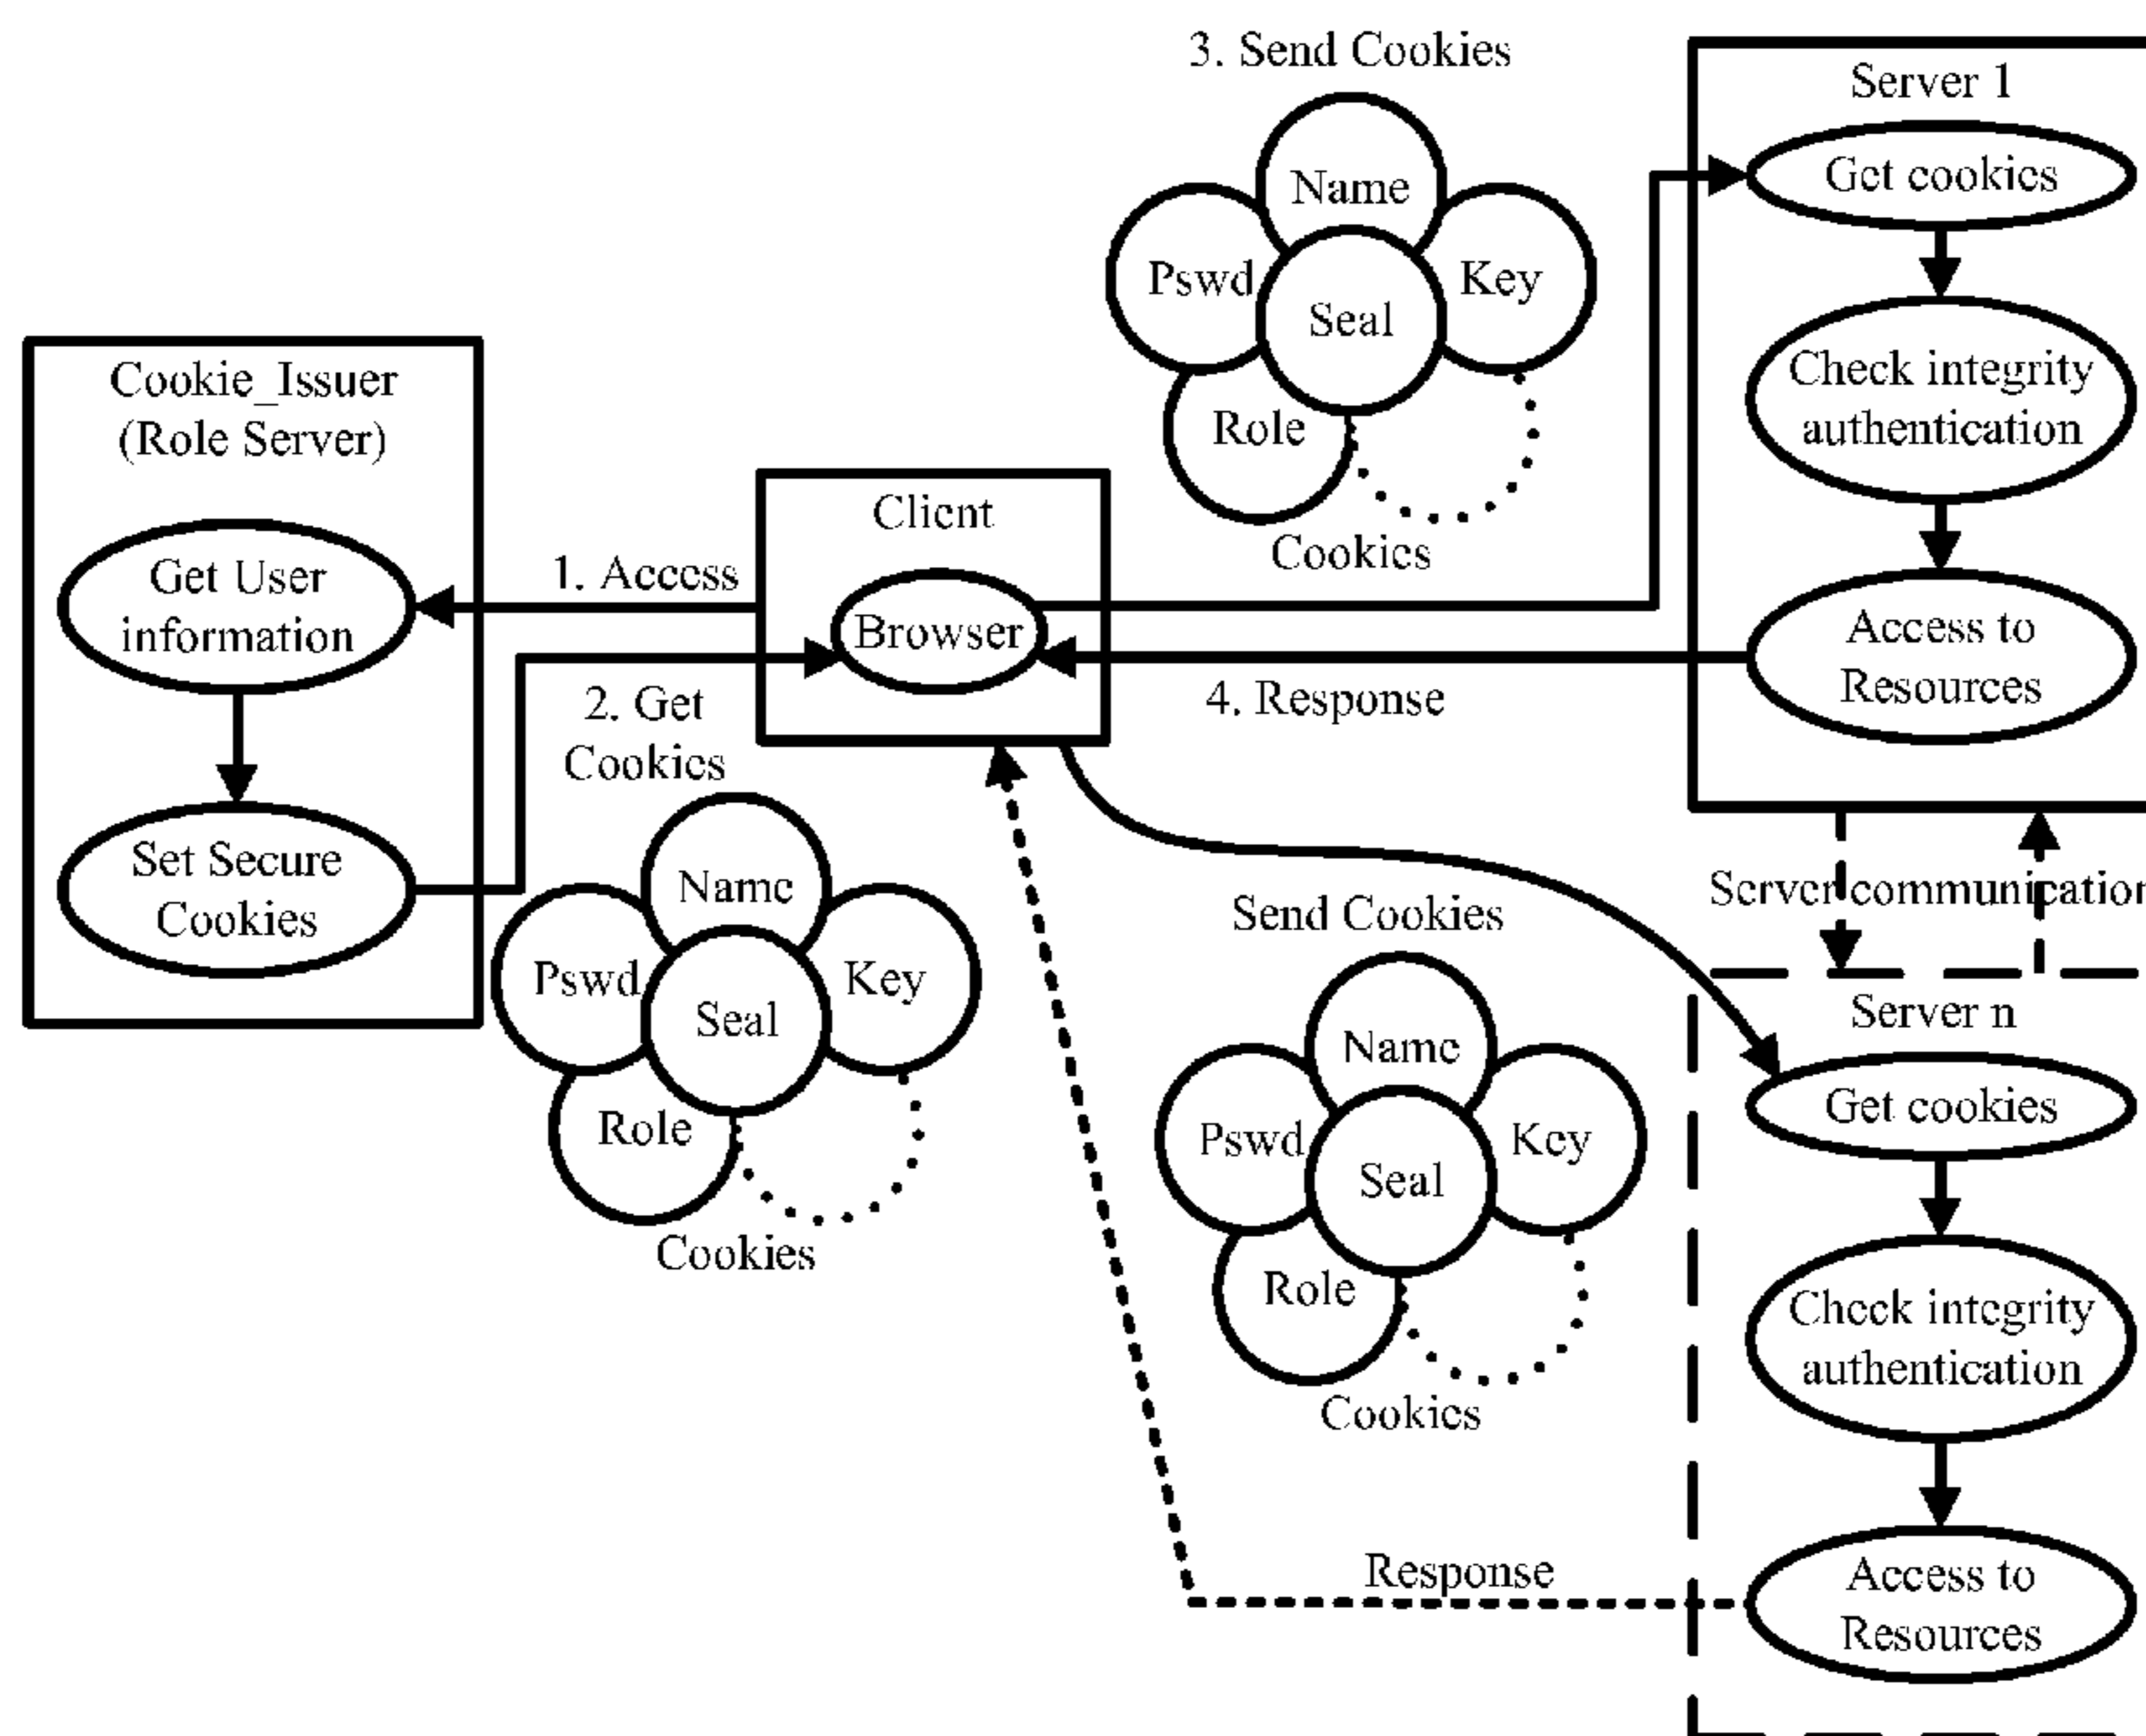 3. Send Cookies
Server 1
Name
Get cookies
Pswd
Key
Seal
Cookie_Issuer
(Role Server)
Check integrity
authentication
Role
Client
Cookies
Get User
information
1. Access
Browser
Access to
Resources
2. Get
Cookies
4. Response
Set Secure
Cookies
Name
Server communication
Send Cookies
Pswd
Key
Seal
Server n
Name
Get cookies
Role
Pswd
Key
Seal
Cookies
Role
Check integrity
authentication
Cookies
Response
Access to
Resources